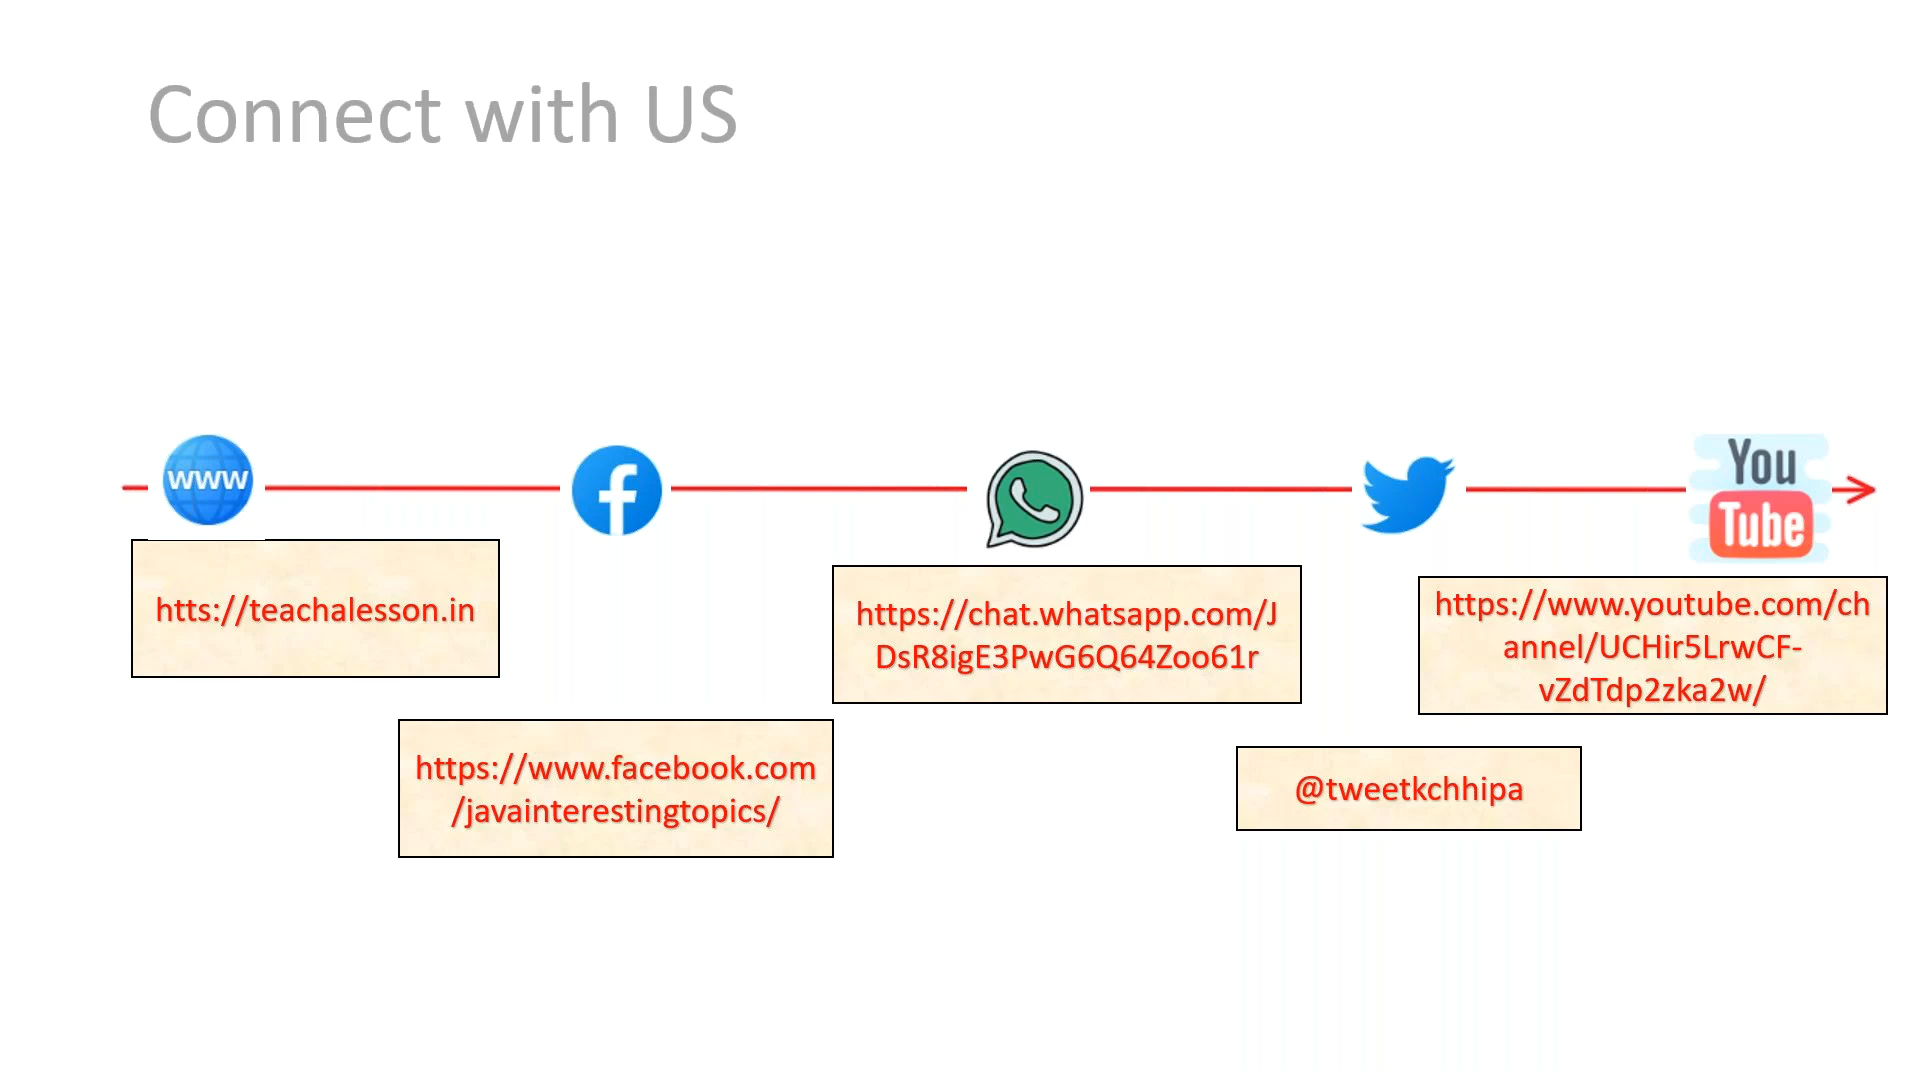 Connect with US
www
You
Tube
htts://teachalesson.in
https://www.facebook.com
/javainterestingtopics/
https://chat.whatsapp.com/J
DsR8igE3PwG6Q64Zoo61r
@tweetkchhipa
https://www.youtube.com/ch
annel/UCHir5LrwCF-
vZdTdp2zka2w/